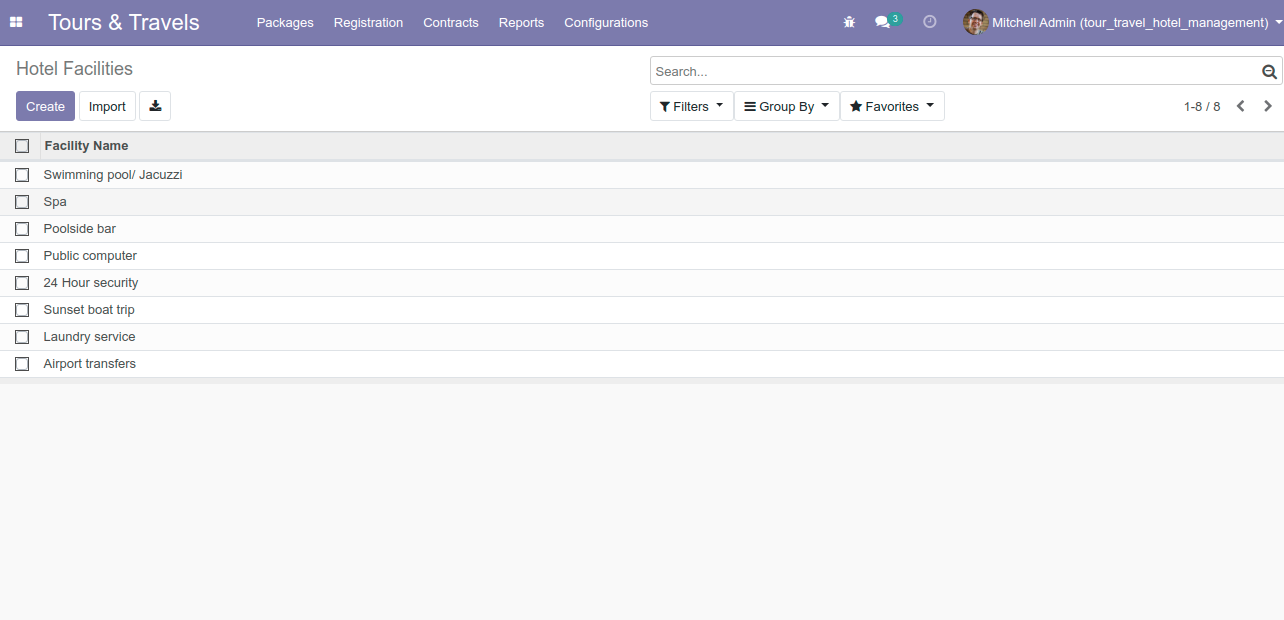 Tours & Travels Packages Registration Contracts Reports Configurations 3 Mitchell Admin (tour_travel_hotel_management)
Hotel Facilities Search...
Create Import Filters Group By Favorites 1-8 / 8
Facility Name
Swimming pool/ Jacuzzi
Spa
Poolside bar
Public computer
24 Hour security
Sunset boat trip
Laundry service
Airport transfers